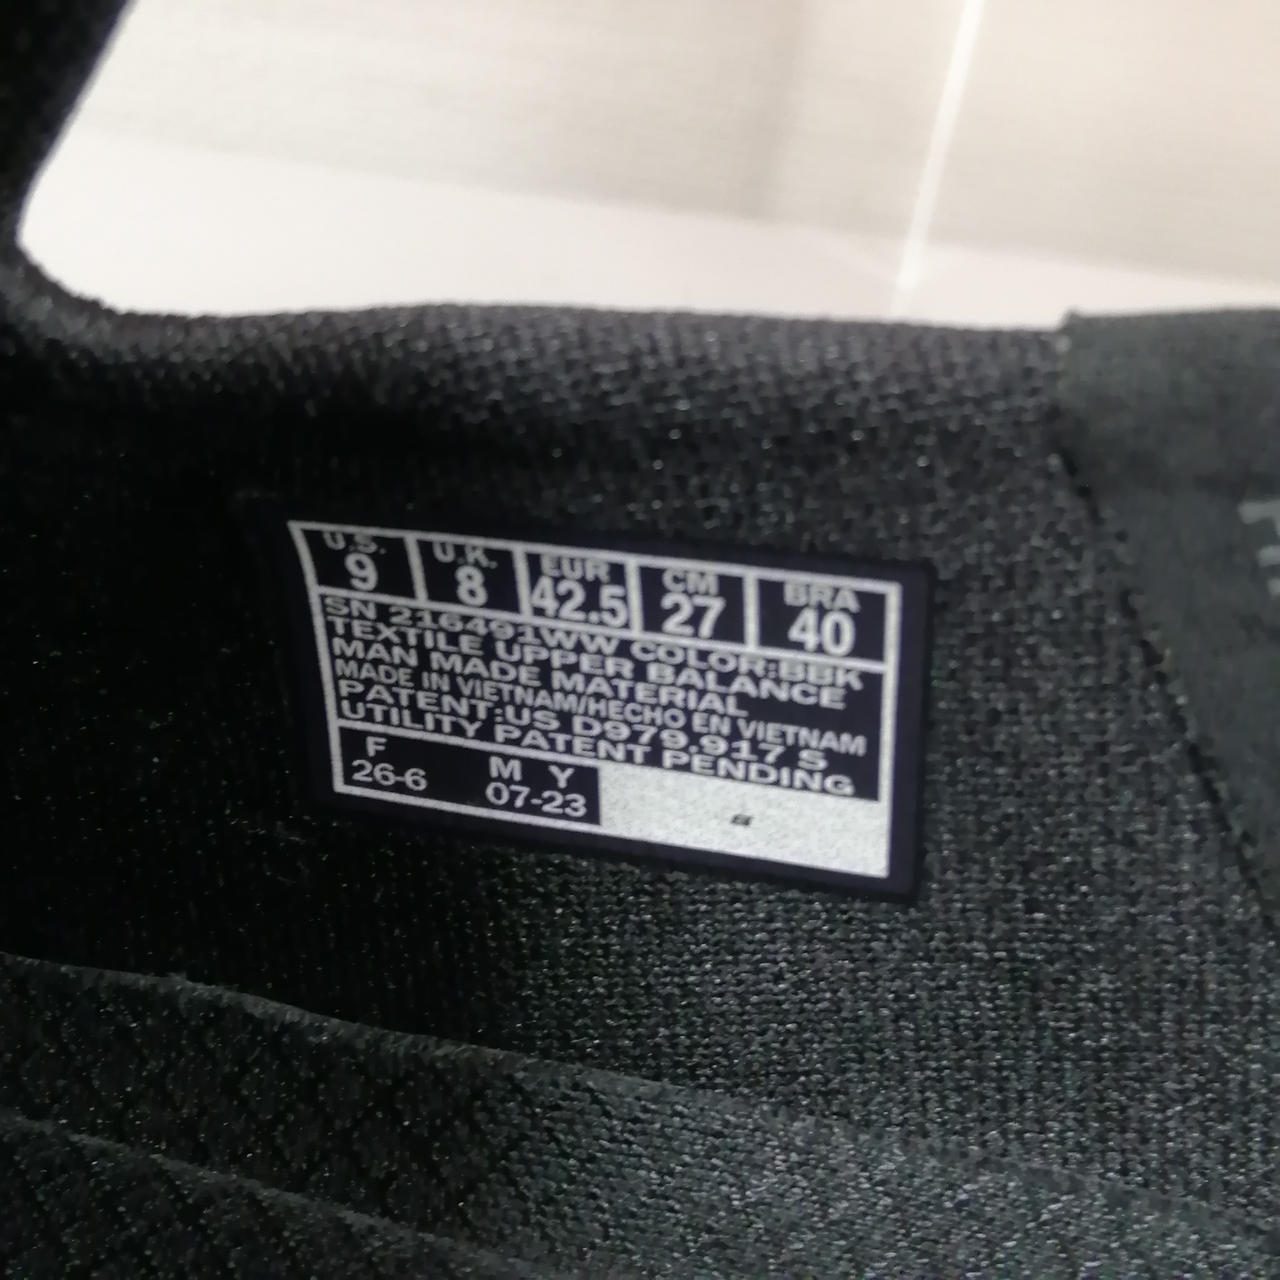 U.S. U.K. EUR CM BRA
9 8 42.5 27 40
SN 216491WW COLOR:BBK
TEXTILE UPPER BALANCE
MAN MADE MATERIAL
MADE IN VIETNAM/HECHO EN VIETNAM
PATENT:US D979,917 S
UTILITY PATENT PENDING
F M Y
26-6 07-23